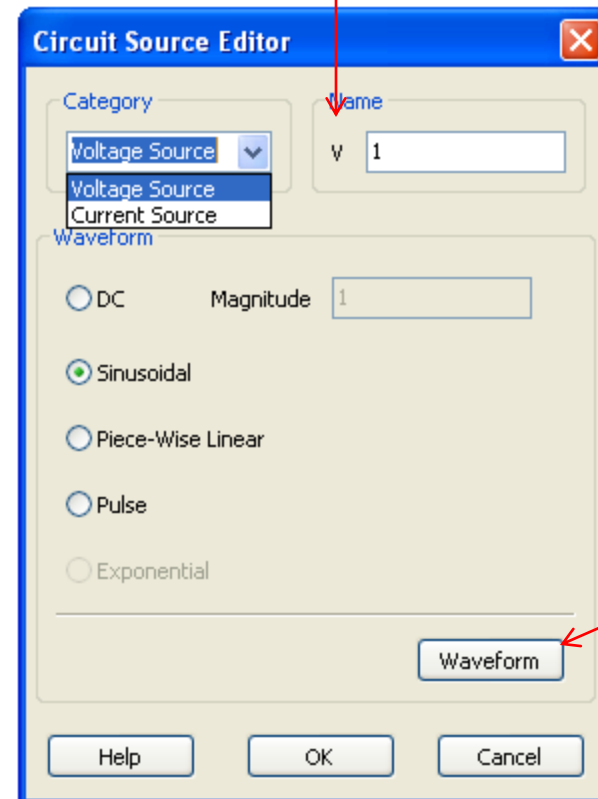 Circuit Source Editor
Category
Name
Voltage Source
V 1
Voltage Source
Current Source
Waveform
DC Magnitude 1
Sinusoidal
Piece-Wise Linear
Pulse
Exponential
Waveform
Help OK Cancel